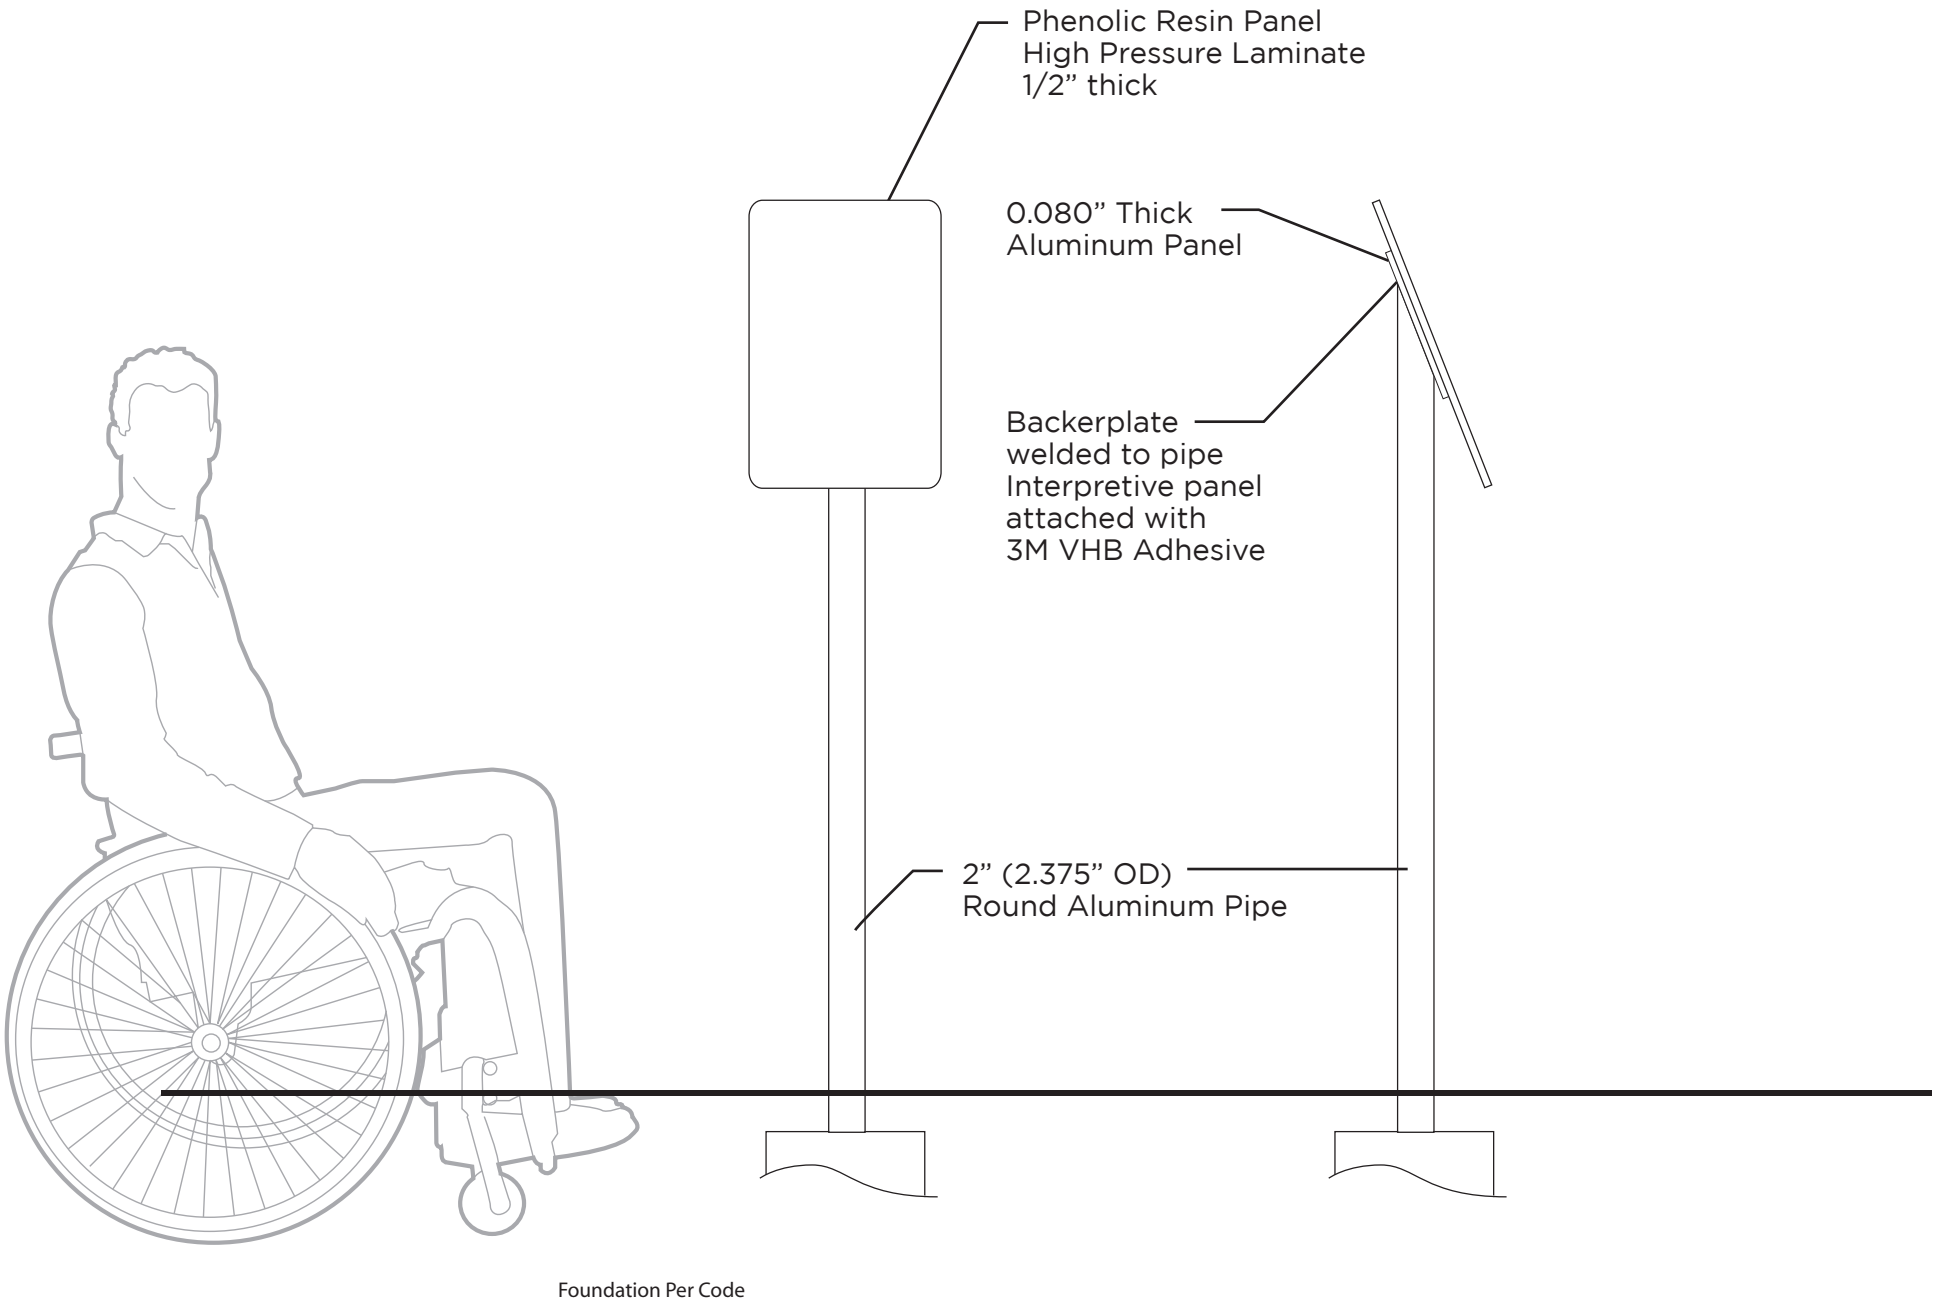 Phenolic Resin Panel
High Pressure Laminate
1/2” thick
0.080” Thick
Aluminum Panel
Backerplate
welded to pipe
Interpretive panel
attached with
3M VHB Adhesive
2” (2.375” OD)
Round Aluminum Pipe
Foundation Per Code